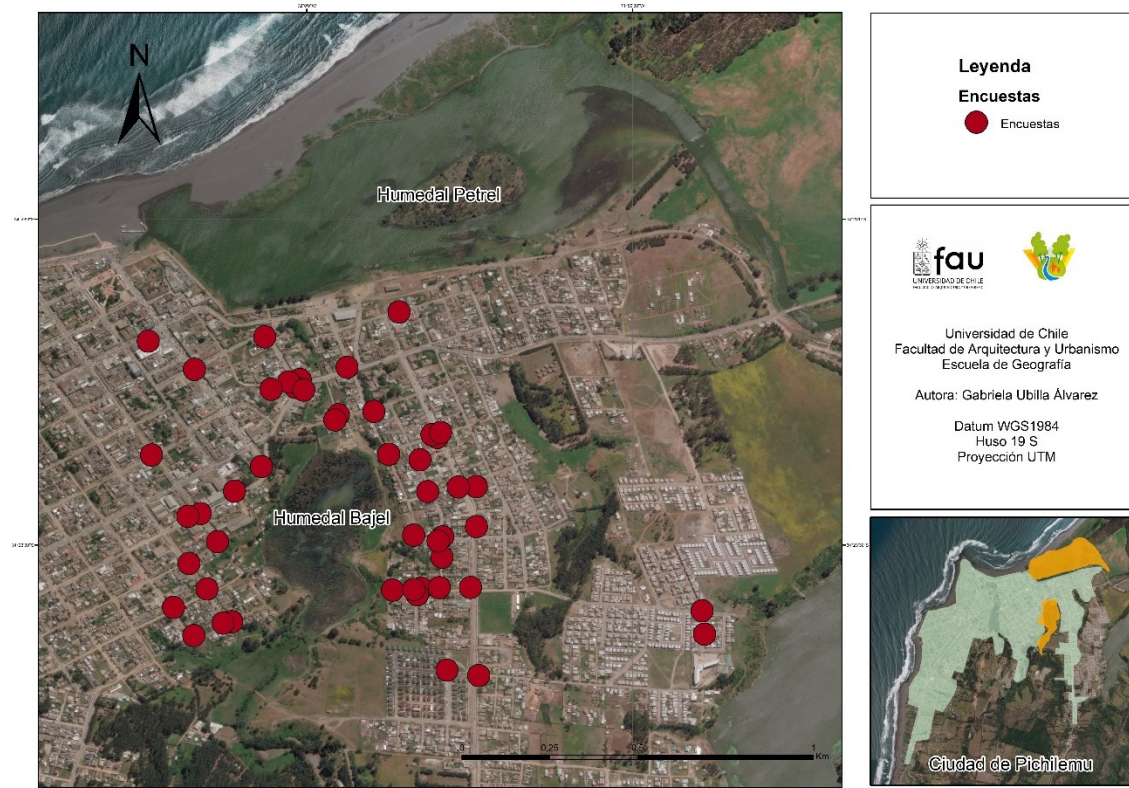 N
Humedal Petrel
Humedal Bajel
0
0,25
0,5
1
Km
Leyenda
Encuestas
Encuestas
fau
UNIVERSIDAD DE CHILE
Universidad de Chile
Facultad de Arquitectura y Urbanismo
Escuela de Geografía
Autora: Gabriela Ubilla Álvarez
Datum WGS1984
Huso 19 S
Proyección UTM
Ciudad de Pichilemu